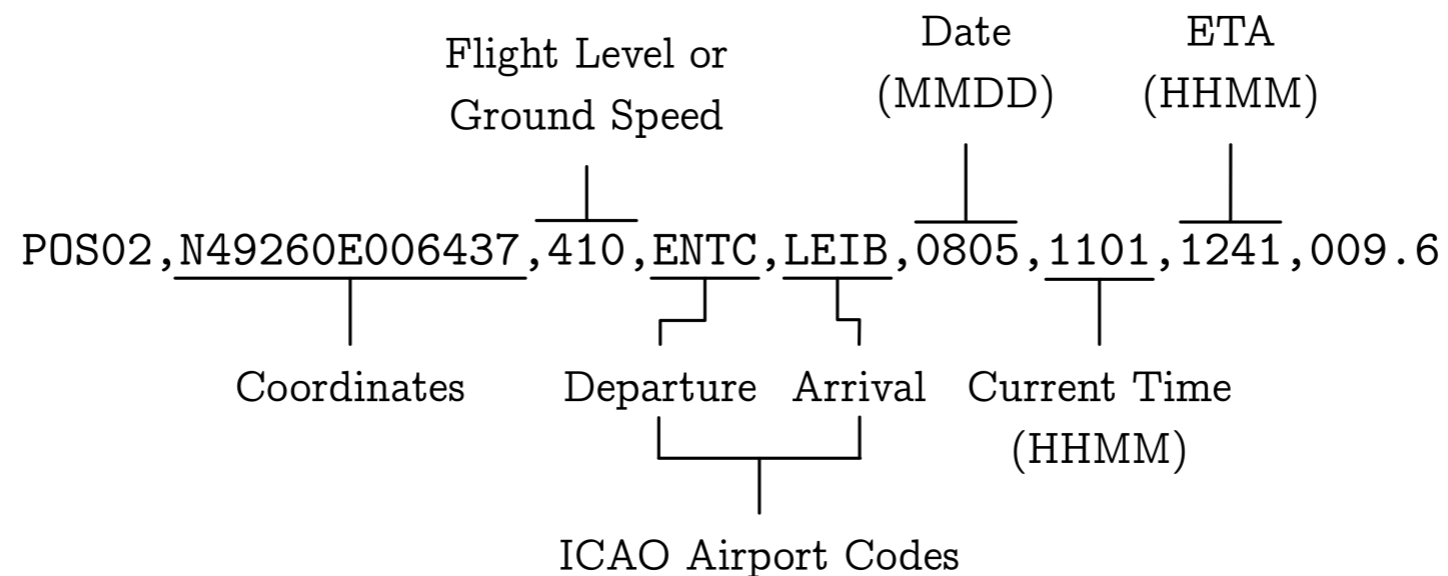 Flight Level or
Ground Speed
Date
(MMDD)
ETA
(HHMM)
POS02,N49260E006437,410,ENTC,LEIB,0805,1101,1241,009.6
Coordinates
Departure
Arrival
Current Time
(HHMM)
ICAO Airport Codes